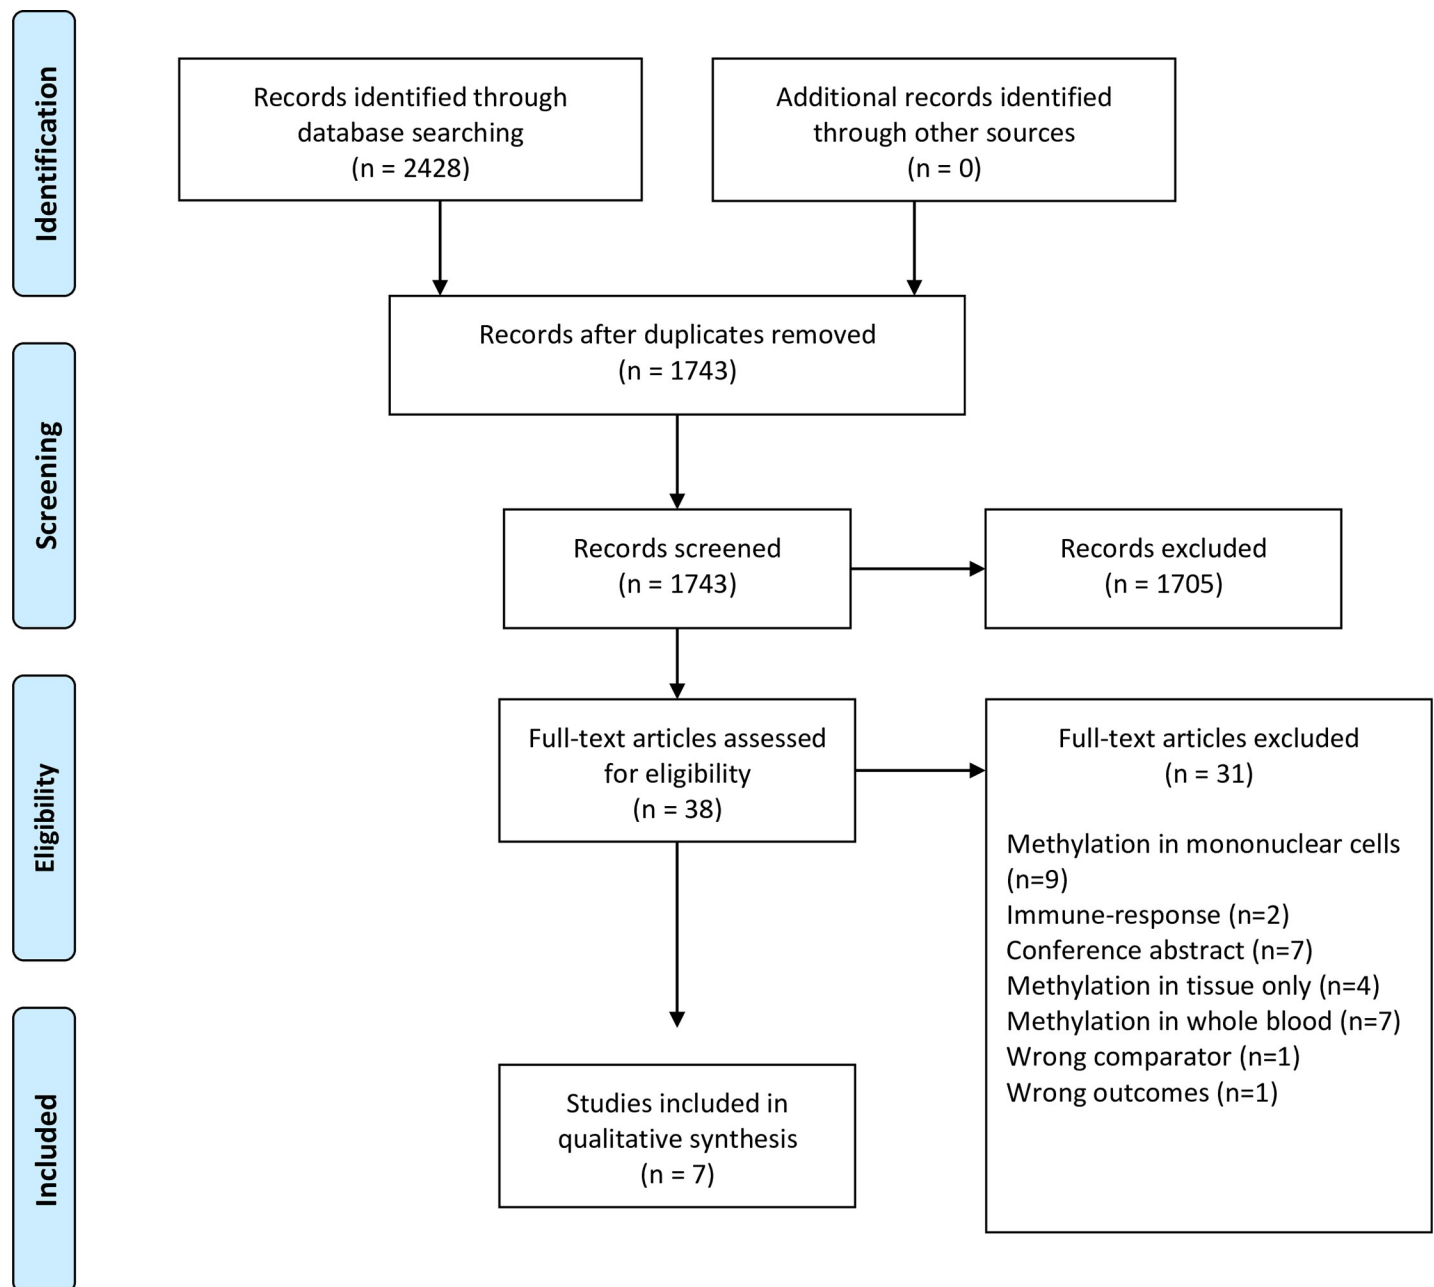 Identification
Records identified through
database searching
(n = 2428)
Additional records identified
through other sources
(n = 0)
Screening
Records after duplicates removed
(n = 1743)
Records screened
(n = 1743)
Records excluded
(n = 1705)
Eligibility
Full-text articles assessed
for eligibility
(n = 38)
Full-text articles excluded
(n = 31)
Methylation in mononuclear cells
(n=9)
Immune-response (n=2)
Conference abstract (n=7)
Methylation in tissue only (n=4)
Methylation in whole blood (n=7)
Wrong comparator (n=1)
Wrong outcomes (n=1)
Included
Studies included in
qualitative synthesis
(n = 7)